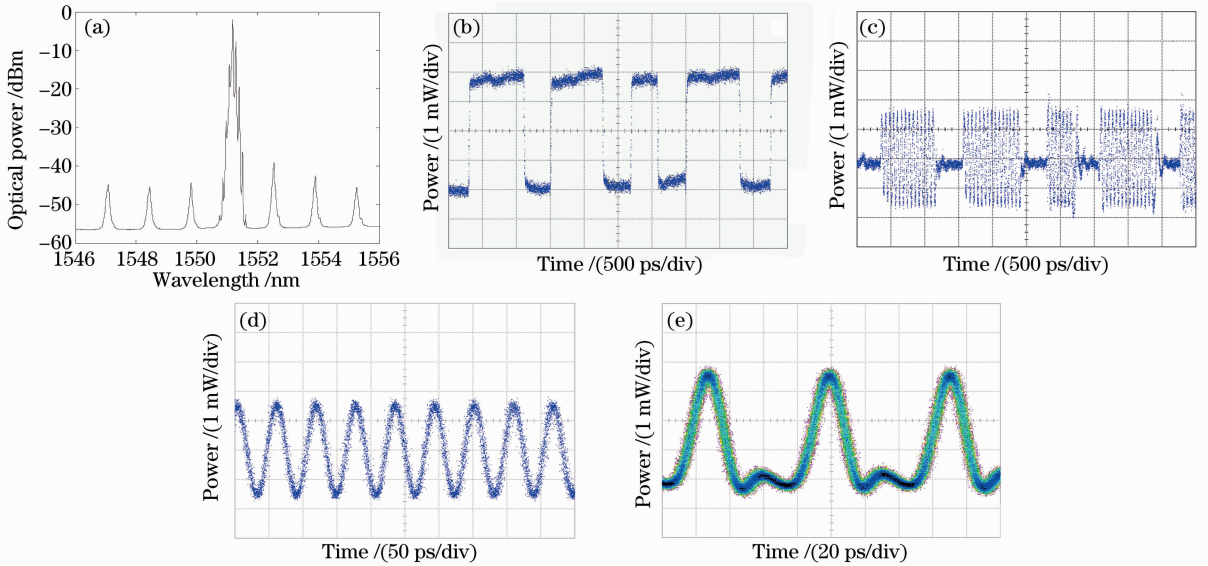 (a)
Optical power /dBm
0
−10
−20
−30
−40
−50
−60
1546
1548
1550
1552
1554
1556
Wavelength /nm
(b)
Power /(1 mW/div)
Time /(500 ps/div)
(c)
Power /(1 mW/div)
Time /(500 ps/div)
(d)
Power /(1 mW/div)
Time /(50 ps/div)
(e)
Power /(1 mW/div)
Time /(20 ps/div)